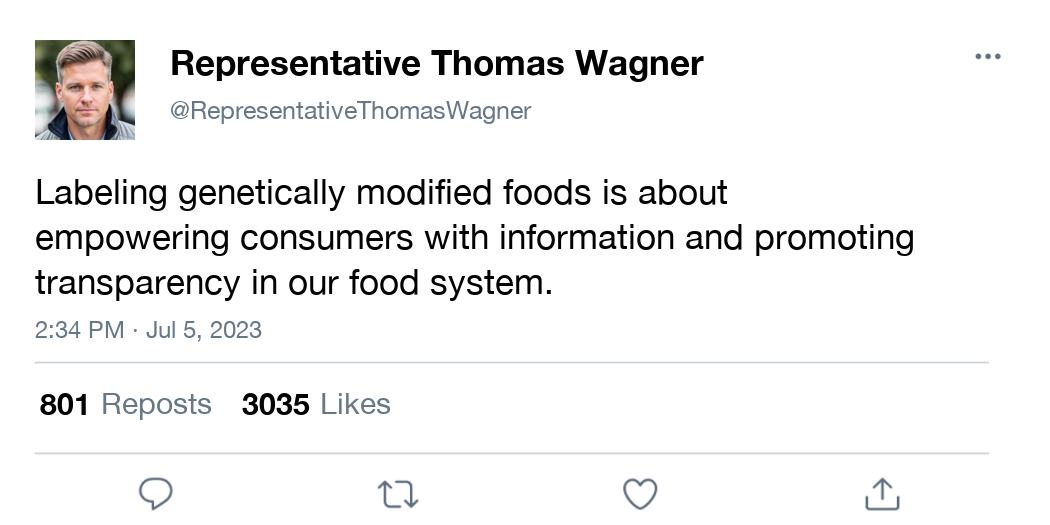 Representative Thomas Wagner
@RepresentativeThomasWagner
Labeling genetically modified foods is about
empowering consumers with information and promoting
transparency in our food system.
2:34 PM · Jul 5, 2023
801 Reposts 3035 Likes